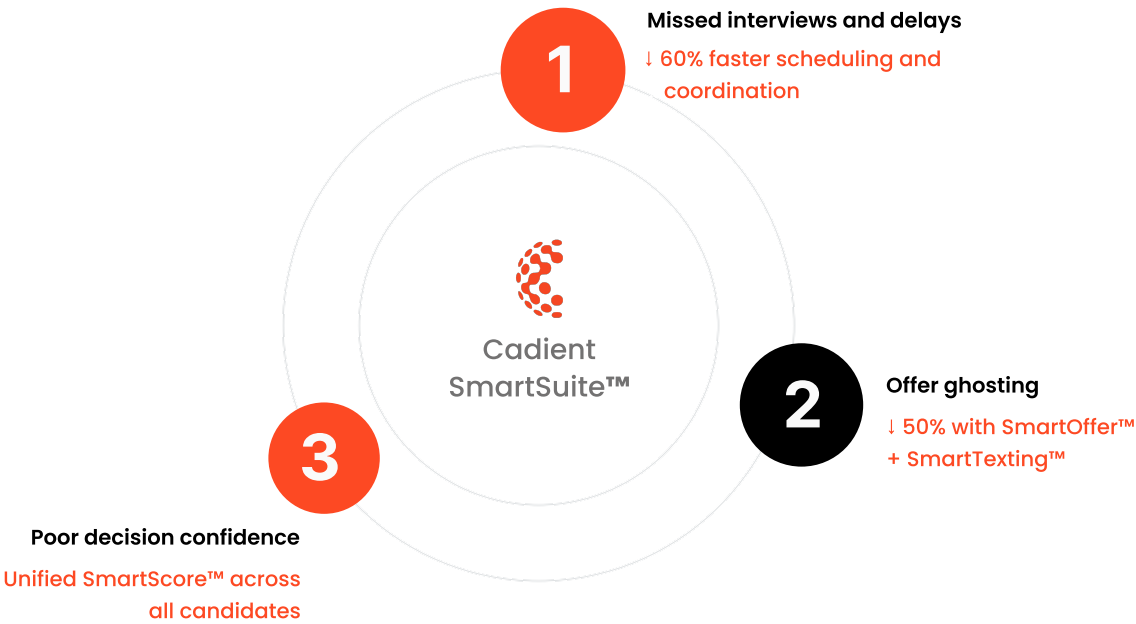 1
Missed interviews and delays
↓ 60% faster scheduling and
coordination
Cadient
SmartSuite™
2
Offer ghosting
↓ 50% with SmartOffer™
+ SmartTexting™
3
Poor decision confidence
Unified SmartScore™ across
all candidates